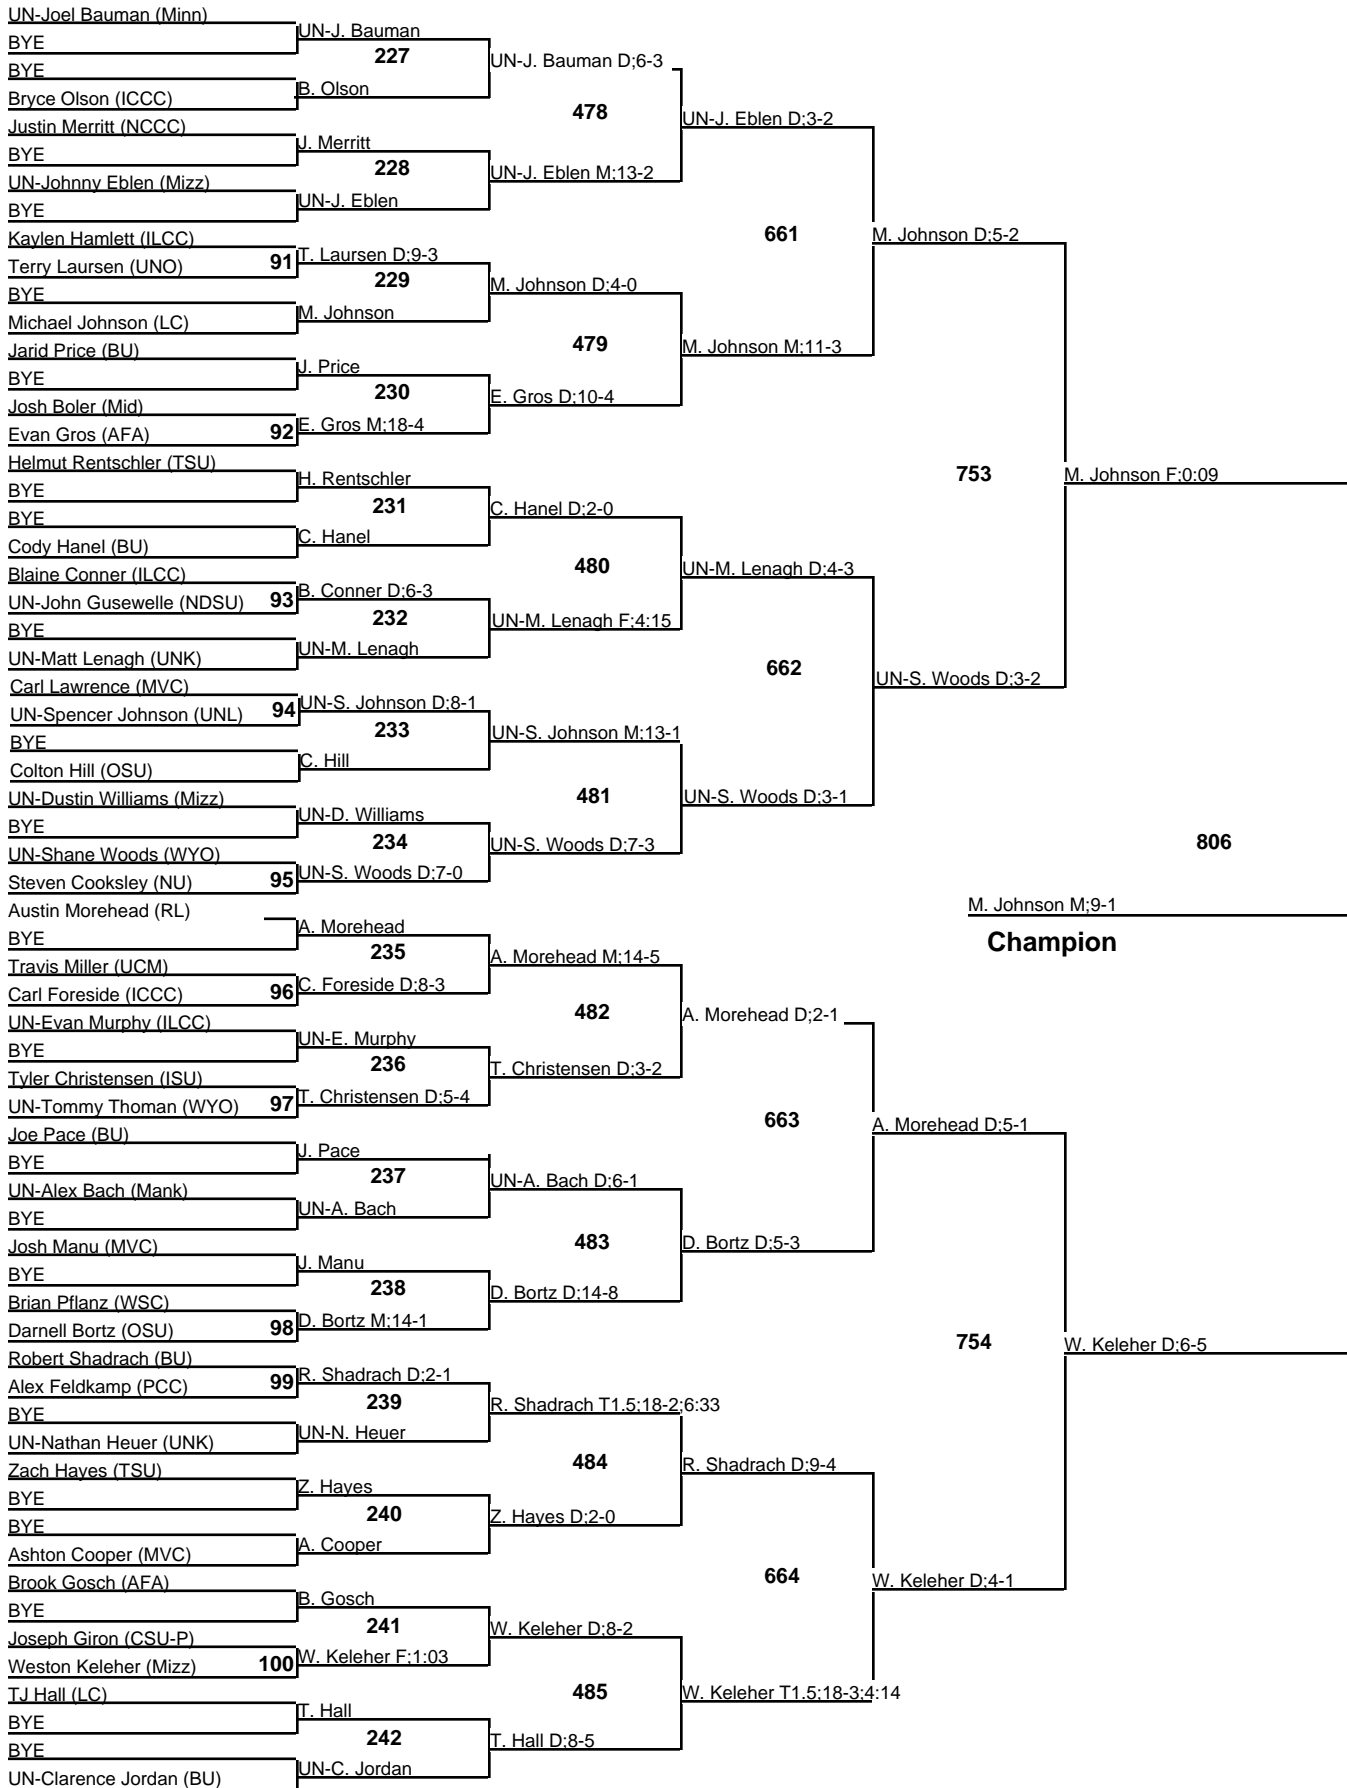 UN-Joel Bauman (Minn)
UN-J. Bauman
BYE
227
UN-J. Bauman D;6-3
BYE
B. Olson
Bryce Olson (ICCC)
478
UN-J. Eblen D;3-2
Justin Merritt (NCCC)
J. Merritt
BYE
228
UN-J. Eblen M;13-2
UN-Johnny Eblen (Mizz)
UN-J. Eblen
BYE
661
M. Johnson D;5-2
Kaylen Hamlett (ILCC)
91
T. Laursen D;9-3
Terry Laursen (UNO)
229
M. Johnson D;4-0
BYE
M. Johnson
Michael Johnson (LC)
479
M. Johnson M;11-3
Jarid Price (BU)
J. Price
BYE
230
E. Gros D;10-4
Josh Boler (Mid)
92
E. Gros M;18-4
Evan Gros (AFA)
753
M. Johnson F;0:09
Helmut Rentschler (TSU)
H. Rentschler
BYE
231
C. Hanel D;2-0
BYE
C. Hanel
Cody Hanel (BU)
480
UN-M. Lenagh D;4-3
Blaine Conner (ILCC)
93
B. Conner D;6-3
UN-John Gusewelle (NDSU)
232
UN-M. Lenagh F;4:15
BYE
UN-M. Lenagh
UN-Matt Lenagh (UNK)
662
UN-S. Woods D;3-2
Carl Lawrence (MVC)
94
UN-S. Johnson D;8-1
UN-Spencer Johnson (UNL)
233
UN-S. Johnson M;13-1
BYE
C. Hill
Colton Hill (OSU)
481
UN-S. Woods D;3-1
UN-Dustin Williams (Mizz)
UN-D. Williams
BYE
234
UN-S. Woods D;7-3
UN-Shane Woods (WYO)
95
UN-S. Woods D;7-0
Steven Cooksley (NU)
806
M. Johnson M;9-1
Champion
Austin Morehead (RL)
A. Morehead
BYE
235
A. Morehead M;14-5
Travis Miller (UCM)
96
C. Foreside D;8-3
Carl Foreside (ICCC)
482
A. Morehead D;2-1
UN-Evan Murphy (ILCC)
UN-E. Murphy
BYE
236
T. Christensen D;3-2
Tyler Christensen (ISU)
97
T. Christensen D;5-4
UN-Tommy Thoman (WYO)
663
A. Morehead D;5-1
Joe Pace (BU)
J. Pace
BYE
237
UN-A. Bach D;6-1
UN-Alex Bach (Mank)
UN-A. Bach
BYE
483
D. Bortz D;5-3
Josh Manu (MVC)
J. Manu
BYE
238
D. Bortz D;14-8
Brian Pflanz (WSC)
98
D. Bortz M;14-1
Darnell Bortz (OSU)
754
W. Keleher D;6-5
Robert Shadrach (BU)
99
R. Shadrach D;2-1
Alex Feldkamp (PCC)
239
R. Shadrach T1.5;18-2;6:33
BYE
UN-N. Heuer
UN-Nathan Heuer (UNK)
484
R. Shadrach D;9-4
Zach Hayes (TSU)
Z. Hayes
BYE
240
Z. Hayes D;2-0
BYE
A. Cooper
Ashton Cooper (MVC)
664
W. Keleher D;4-1
Brook Gosch (AFA)
B. Gosch
BYE
241
W. Keleher D;8-2
Joseph Giron (CSU-P)
100
W. Keleher F;1:03
Weston Keleher (Mizz)
485
W. Keleher T1.5;18-3;4:14
TJ Hall (LC)
T. Hall
BYE
242
T. Hall D;8-5
BYE
UN-C. Jordan
UN-Clarence Jordan (BU)